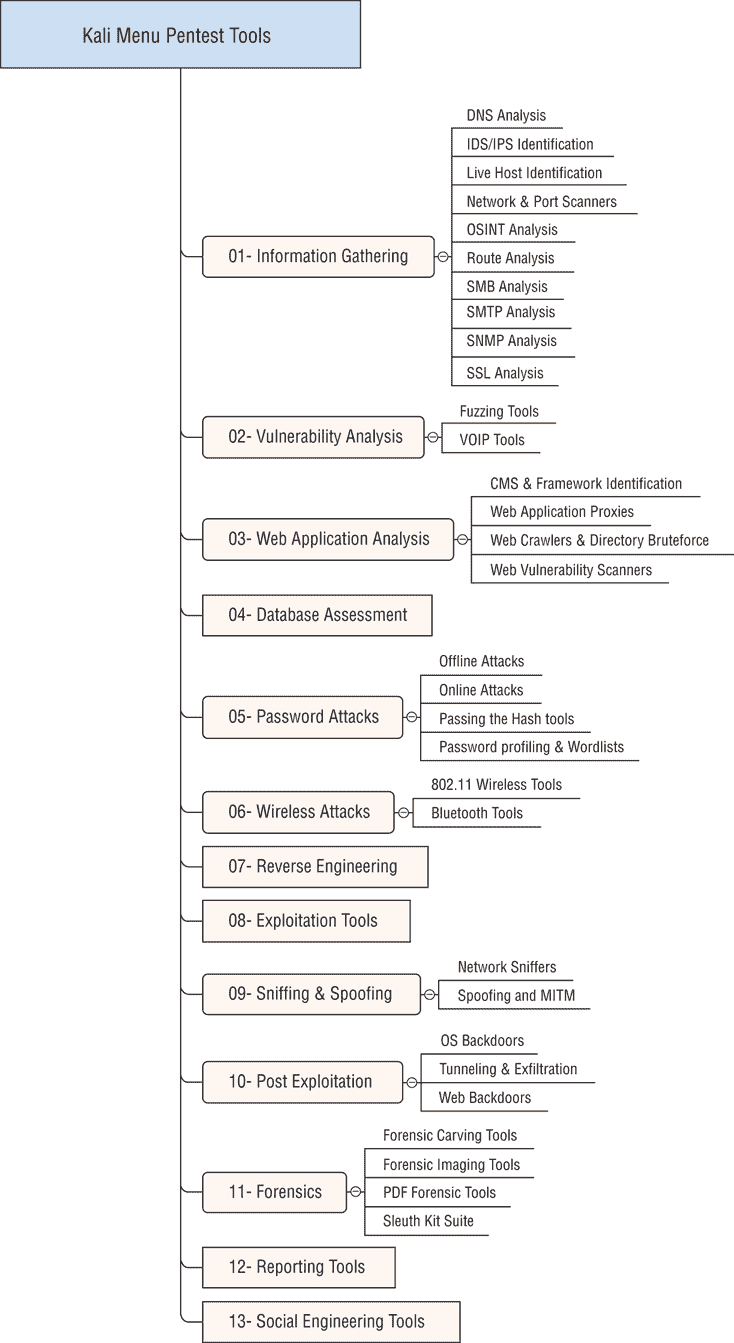 Kali Menu Pentest Tools
01- Information Gathering
DNS Analysis
IDS/IPS Identification
Live Host Identification
Network & Port Scanners
OSINT Analysis
Route Analysis
SMB Analysis
SMTP Analysis
SNMP Analysis
SSL Analysis
02- Vulnerability Analysis
Fuzzing Tools
VOIP Tools
03- Web Application Analysis
CMS & Framework Identification
Web Application Proxies
Web Crawlers & Directory Bruteforce
Web Vulnerability Scanners
04- Database Assessment
05- Password Attacks
Offline Attacks
Online Attacks
Passing the Hash tools
Password profiling & Wordlists
06- Wireless Attacks
802.11 Wireless Tools
Bluetooth Tools
07- Reverse Engineering
08- Exploitation Tools
09- Sniffing & Spoofing
Network Sniffers
Spoofing and MITM
10- Post Exploitation
OS Backdoors
Tunneling & Exfiltration
Web Backdoors
11- Forensics
Forensic Carving Tools
Forensic Imaging Tools
PDF Forensic Tools
Sleuth Kit Suite
12- Reporting Tools
13- Social Engineering Tools